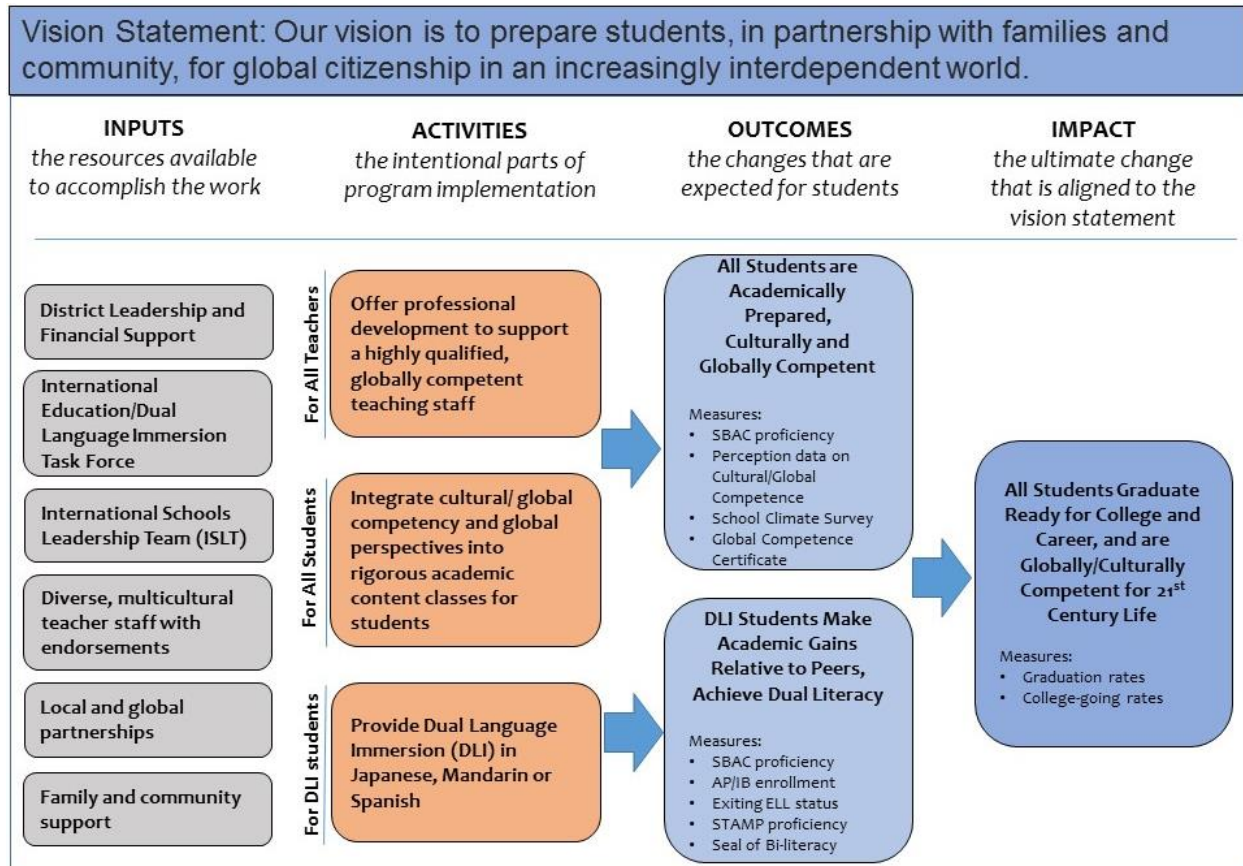 Vision Statement: Our vision is to prepare students, in partnership with families and
community, for global citizenship in an increasingly interdependent world.
INPUTS
the resources available
to accomplish the work
ACTIVITIES
the intentional parts of
program implementation
OUTCOMES
the changes that are
expected for students
IMPACT
the ultimate change
that is aligned to the
vision statement
District Leadership and
Financial Support
International
Education/Dual
Language Immersion
Task Force
International Schools
Leadership Team (ISLT)
Diverse, multicultural
teacher staff with
endorsements
Local and global
partnerships
Family and community
support
For All Teachers
Offer professional
development to support
a highly qualified,
globally competent
teaching staff
For All Students
Integrate cultural/ global
competency and global
perspectives into
rigorous academic
content classes for
students
For DLI students
Provide Dual Language
Immersion (DLI) in
Japanese, Mandarin or
Spanish
All Students are
Academically
Prepared,
Culturally and
Globally Competent
Measures:
• SBAC proficiency
• Perception data on
Cultural/Global
Competence
• School Climate Survey
• Global Competence
Certificate
DLI Students Make
Academic Gains
Relative to Peers,
Achieve Dual Literacy
Measures:
• SBAC proficiency
• AP/IB enrollment
• Exiting ELL status
• STAMP proficiency
• Seal of Bi-literacy
All Students Graduate
Ready for College and
Career, and are
Globally/Culturally
Competent for 21st
Century Life
Measures:
• Graduation rates
• College-going rates